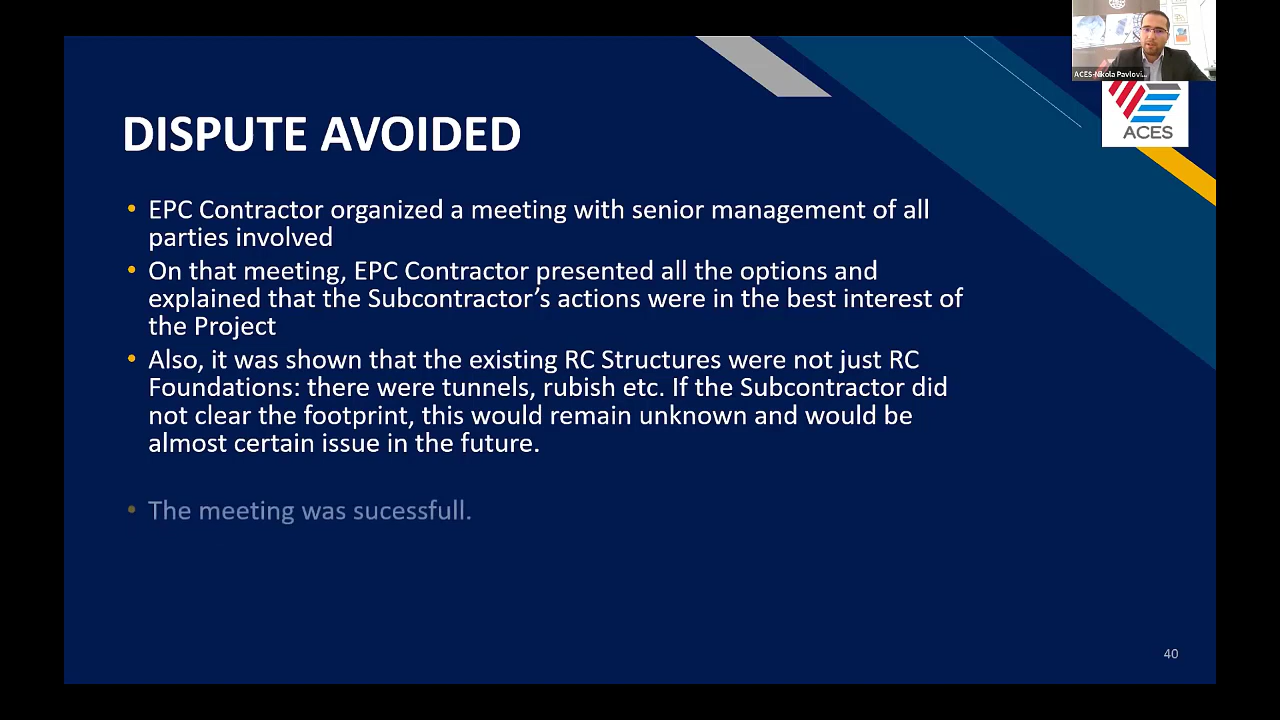 ACES-Nikola Pavlovi...
ACES
DISPUTE AVOIDED
• EPC Contractor organized a meeting with senior management of all
parties involved
• On that meeting, EPC Contractor presented all the options and
explained that the Subcontractor’s actions were in the best interest of
the Project
• Also, it was shown that the existing RC Structures were not just RC
Foundations: there were tunnels, rubish etc. If the Subcontractor did
not clear the footprint, this would remain unknown and would be
almost certain issue in the future.
• The meeting was sucessfull.
40